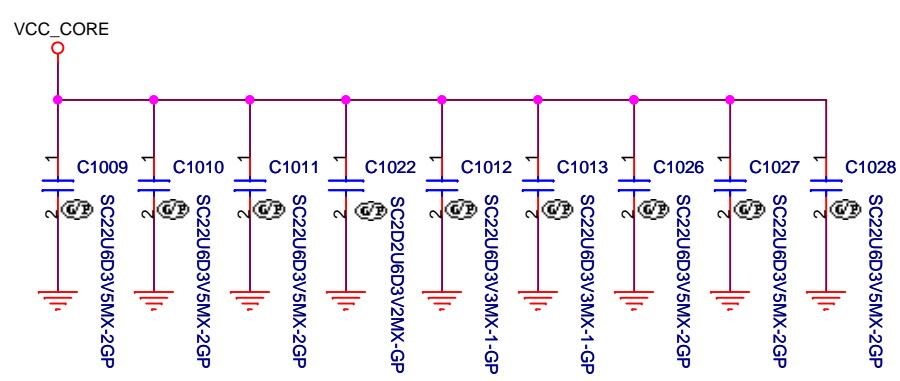 VCC_CORE
1
C1009
2
G/P
SC22U6D3V5MX-2GP
1
C1010
2
G/P
SC22U6D3V5MX-2GP
1
C1011
2
G/P
SC22U6D3V5MX-2GP
1
C1022
2
G/P
SC2D2U6D3V2MX-GP
1
C1012
2
G/P
SC22U6D3V3MX-1-GP
1
C1013
2
G/P
SC22U6D3V3MX-1-GP
1
C1026
2
G/P
SC22U6D3V5MX-2GP
1
C1027
2
G/P
SC22U6D3V5MX-2GP
1
C1028
2
G/P
SC22U6D3V5MX-2GP